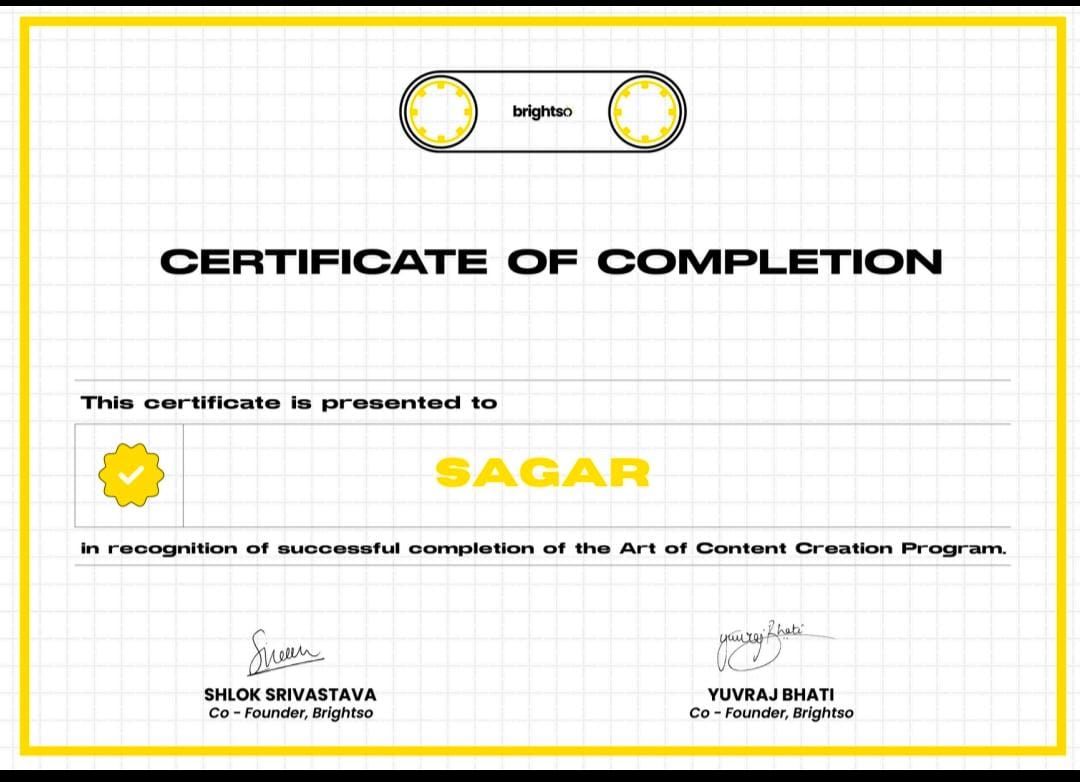 brightso
CERTIFICATE OF COMPLETION
This certificate is presented to
SAGAR
in recognition of successful completion of the Art of Content Creation Program.
Sheen
yuvraj Bhati
SHLOK SRIVASTAVA
YUVRAJ BHATI
Co - Founder, Brightso
Co - Founder, Brightso